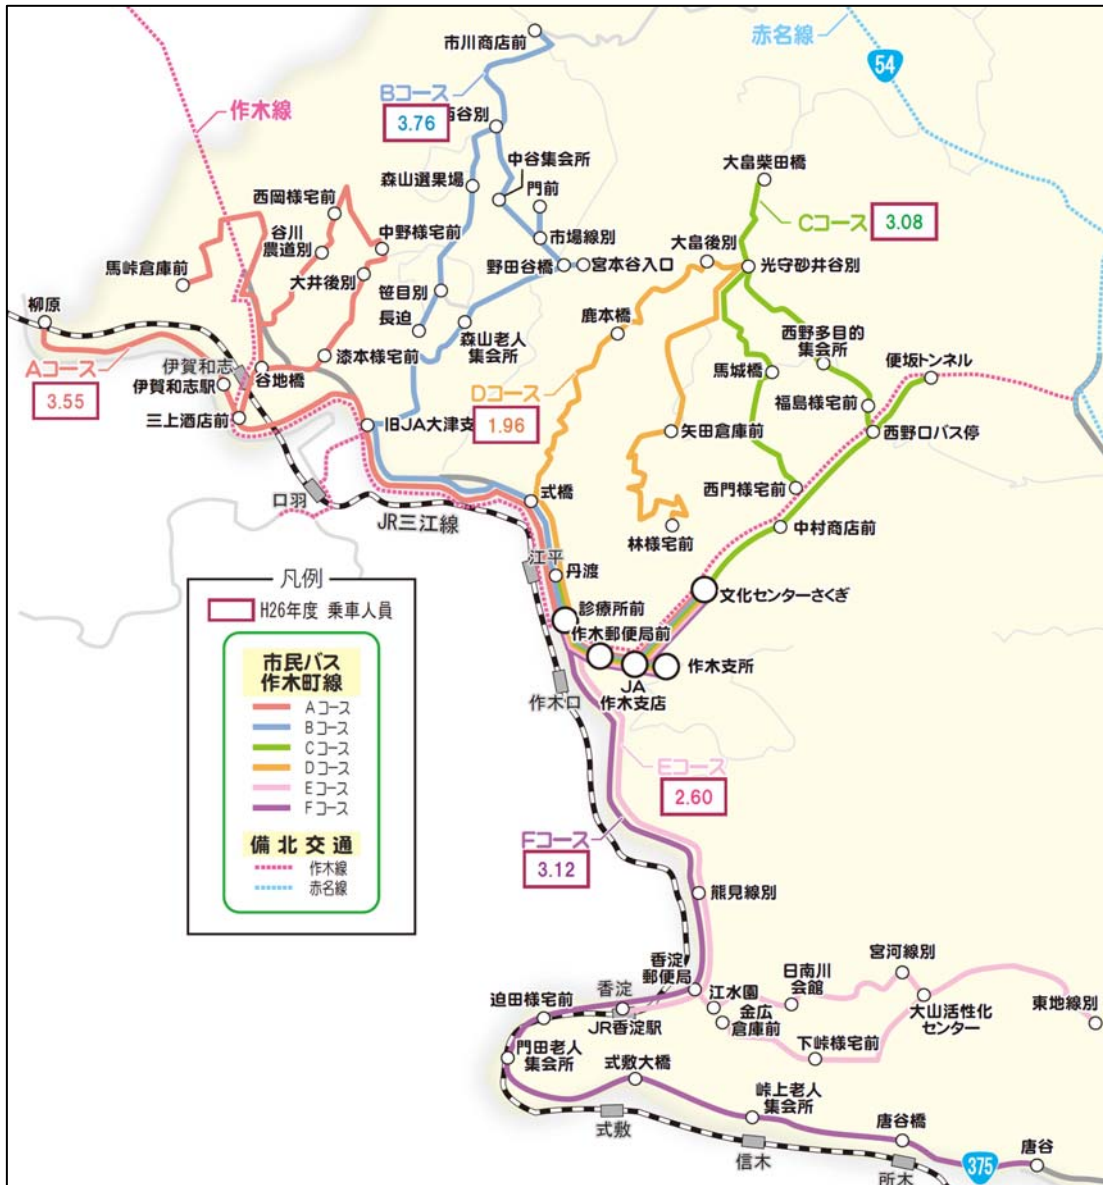 市川商店前
赤名線
54
Bコース
3.76
作木線
谷別
中谷集会所
門前
森山選果場
大畠柴田橋
西岡様宅前
Cコース
3.08
谷川
農道別
中野様宅前
市場線別
大畠後別
馬峠倉庫前
大井後別
野田谷橋
宮本谷入口
光守砂井谷別
柳原
笹目別
長迫
森山老人
集会所
鹿本橋
西野多目的
集会所
便坂トンネル
Aコース
3.55
伊賀和志
伊賀和志駅
谷地橋
漆本様宅前
馬城橋
Dコース
1.96
福島様宅前
三上酒店前
旧JA大津支
矢田倉庫前
西野口バス停
口羽
JR三江線
式橋
西門様宅前
中村商店前
林様宅前
江平
丹渡
凡例
H26年度 乗車人員
診療所前
文化センターさくぎ
作木郵便局前
作木支所
JA
作木支店
作木口
市民バス
作木町線
Aコース
Bコース
Cコース
Dコース
Eコース
Fコース
備北交通
作木線
赤名線
Eコース
2.60
Fコース
3.12
熊見線別
香淀
郵便局
宮河線別
日南川
会館
香淀
江水園
迫田様宅前
JR香淀駅
金広
倉庫前
大山活性化
センター
東地線別
下峠様宅前
門田老人
集会所
式敷大橋
峠上老人
集会所
式敷
唐谷橋
信木
唐谷
所木
375